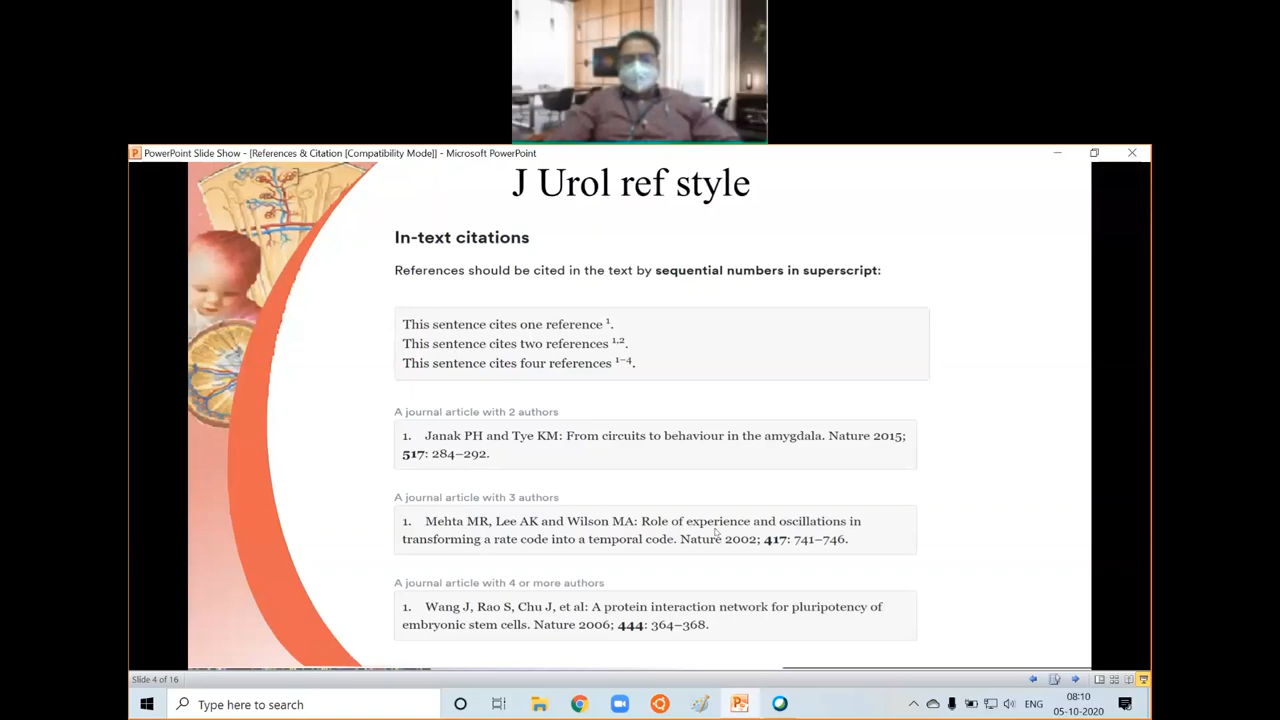 PowerPoint Slide Show - [References & Citation [Compatibility Mode]] - Microsoft PowerPoint
J Urol ref style
In-text citations
References should be cited in the text by sequential numbers in superscript:
This sentence cites one reference ¹.
This sentence cites two references ¹,².
This sentence cites four references ¹⁻⁴.
A journal article with 2 authors
1. Janak PH and Tye KM: From circuits to behaviour in the amygdala. Nature 2015;
517: 284–292.
A journal article with 3 authors
1. Mehta MR, Lee AK and Wilson MA: Role of experience and oscillations in
transforming a rate code into a temporal code. Nature 2002; 417: 741–746.
A journal article with 4 or more authors
1. Wang J, Rao S, Chu J, et al: A protein interaction network for pluripotency of
embryonic stem cells. Nature 2006; 444: 364–368.
Slide 4 of 16
Type here to search
ENG
08:10
05-10-2020